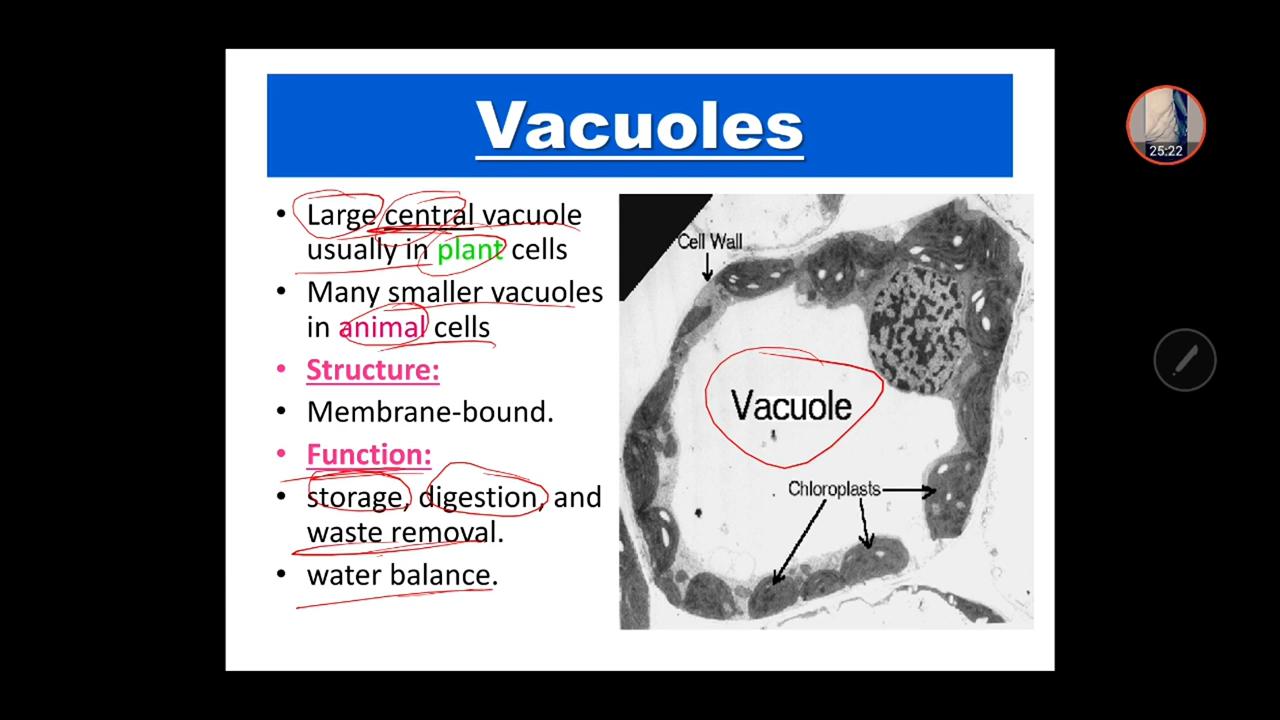 Vacuoles
• Large central vacuole
usually in plant cells
• Many smaller vacuoles
in animal cells
• Structure:
• Membrane-bound.
• Function:
• storage, digestion, and
waste removal.
• water balance.
Cell Wall
Vacuole
Chloroplasts
25:22